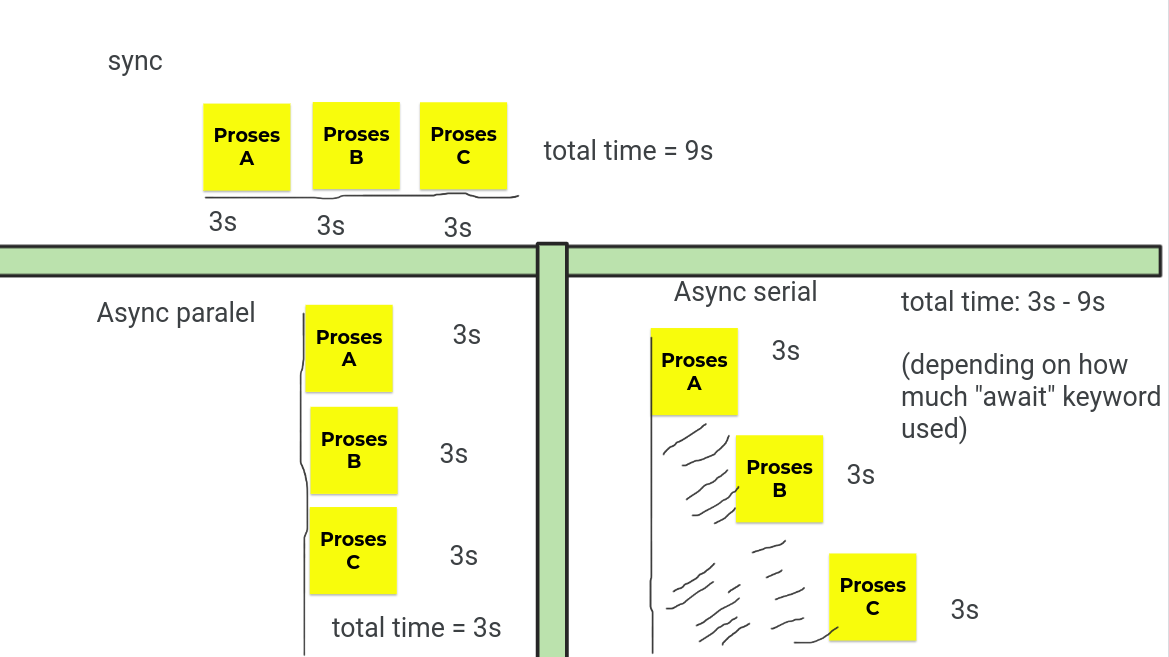 sync
Proses
A
Proses
B
Proses
C
total time = 9s
3s
3s
3s
Async paralel
Proses
A
3s
Proses
B
3s
Proses
C
3s
total time = 3s
Async serial
total time: 3s - 9s
(depending on how
much "await" keyword
used)
Proses
A
3s
Proses
B
3s
Proses
C
3s